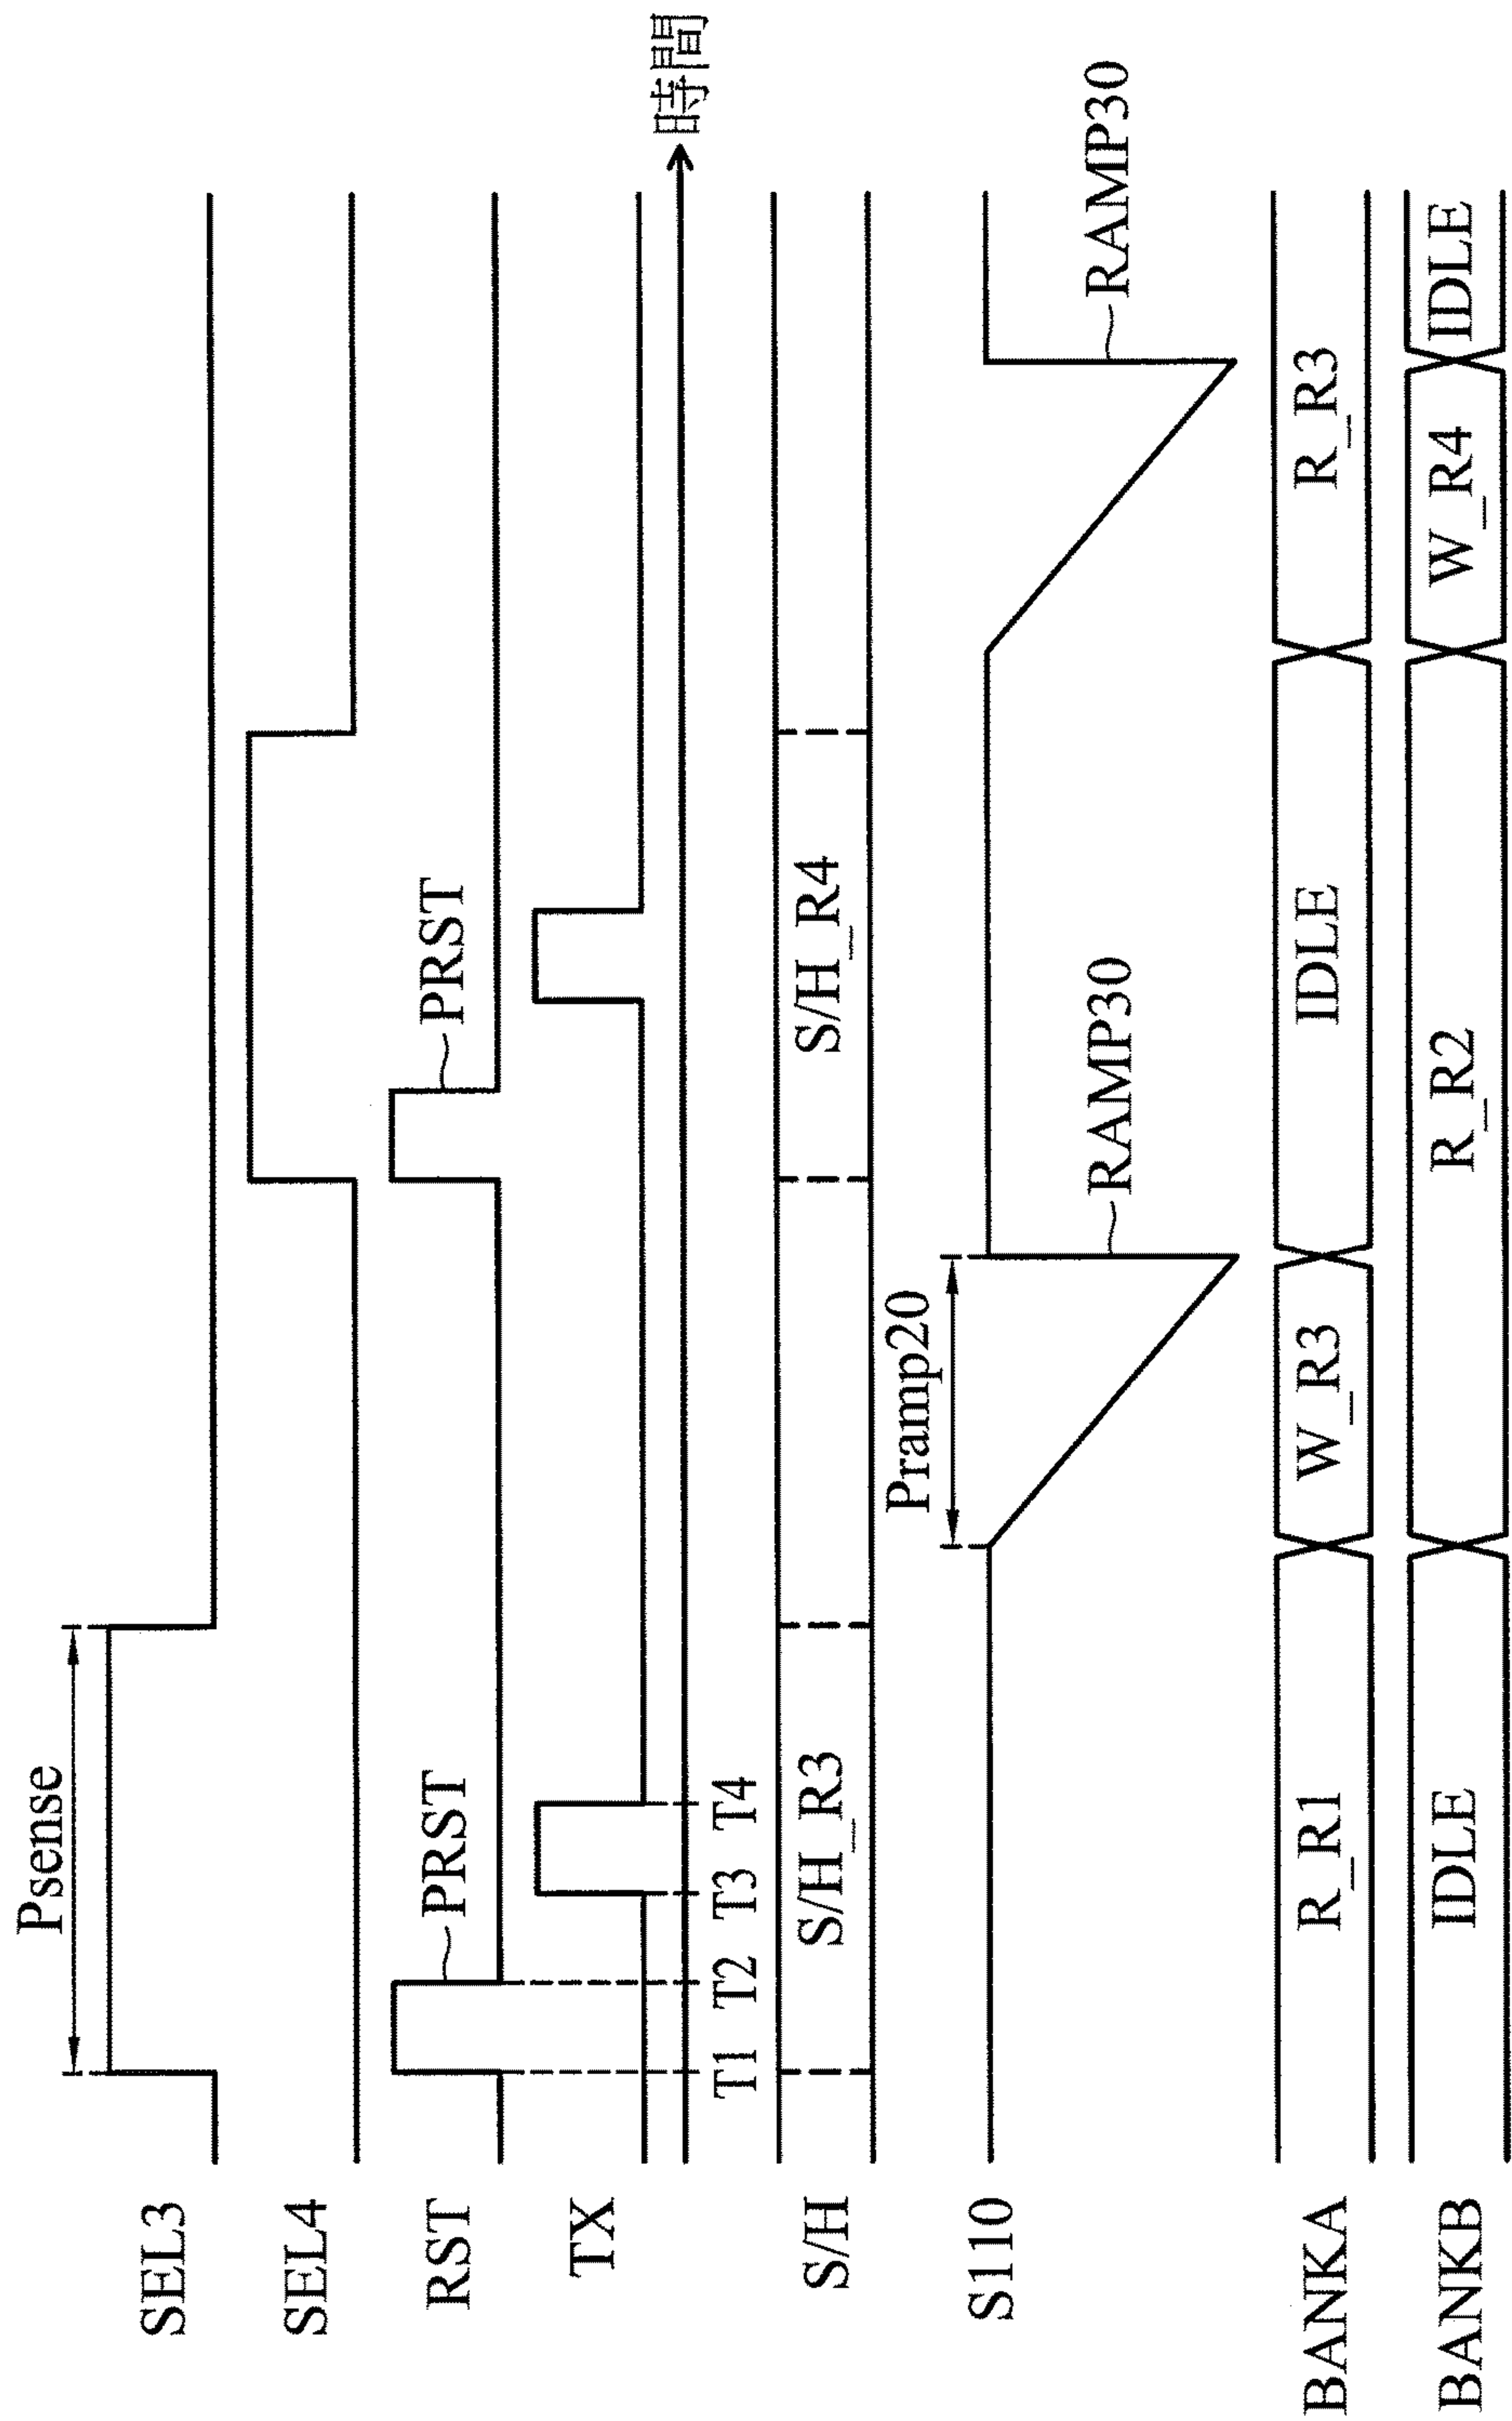 Psense
SEL3
SEL4
PRST
PRST
RST
TX
時間
T1 T2 T3 T4
S/H
S/H_R3
S/H_R4
Pramp20
S110
RAMP30
RAMP30
BANKA
R_R1
W_R3
IDLE
R_R3
BANKB
IDLE
R_R2
W_R4
IDLE